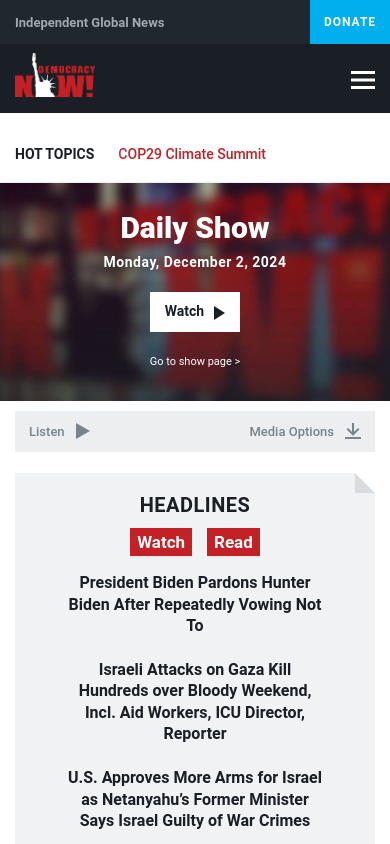 Independent Global News
DONATE
DEMOCRACY
NOW!
HOT TOPICS
COP29 Climate Summit
Daily Show
Monday, December 2, 2024
Watch
Go to show page >
Listen
Media Options
HEADLINES
Watch
Read
President Biden Pardons Hunter
Biden After Repeatedly Vowing Not
To
Israeli Attacks on Gaza Kill
Hundreds over Bloody Weekend,
Incl. Aid Workers, ICU Director,
Reporter
U.S. Approves More Arms for Israel
as Netanyahu’s Former Minister
Says Israel Guilty of War Crimes